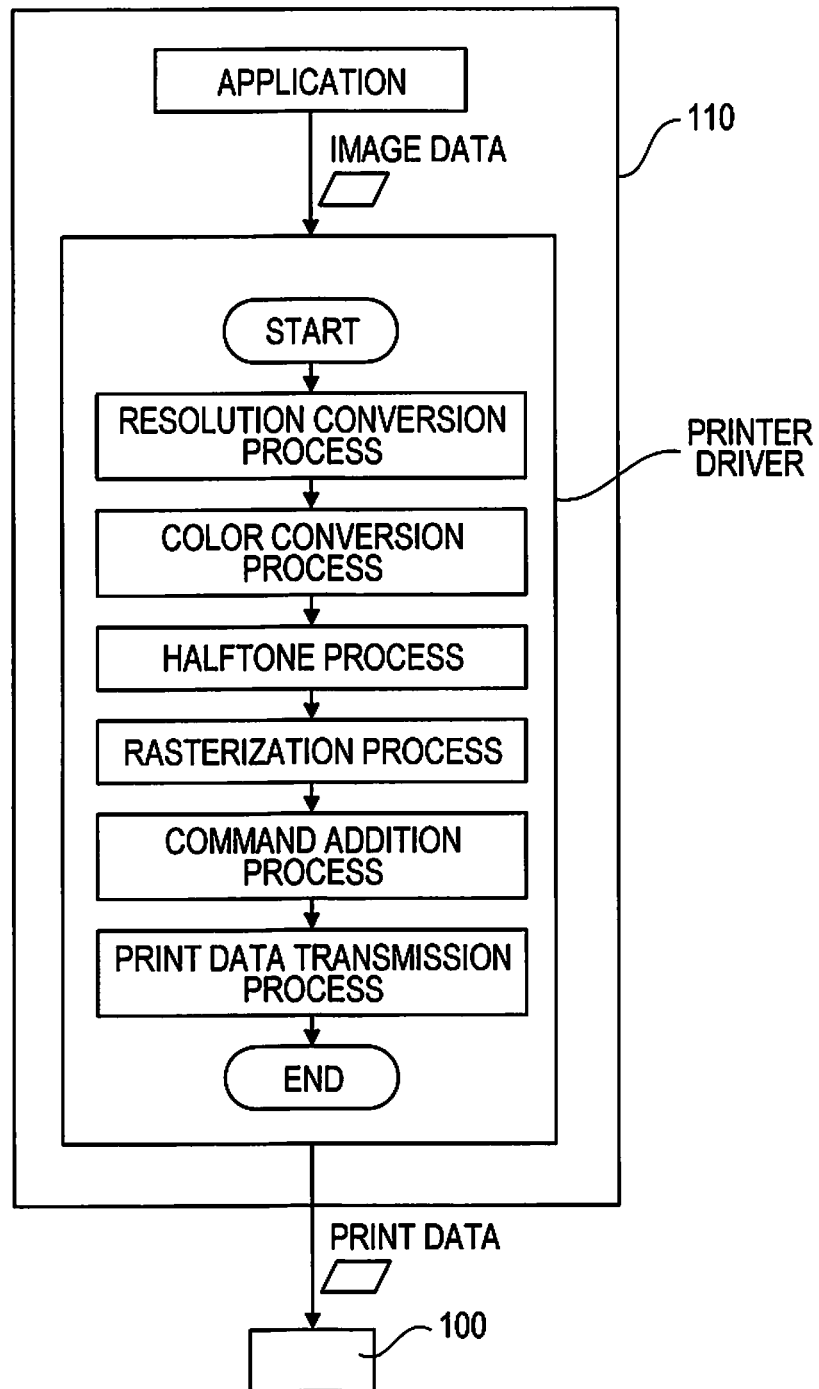 APPLICATION
110
IMAGE DATA
START
RESOLUTION CONVERSION
PROCESS
PRINTER
DRIVER
COLOR CONVERSION
PROCESS
HALFTONE PROCESS
RASTERIZATION PROCESS
COMMAND ADDITION
PROCESS
PRINT DATA TRANSMISSION
PROCESS
END
PRINT DATA
100